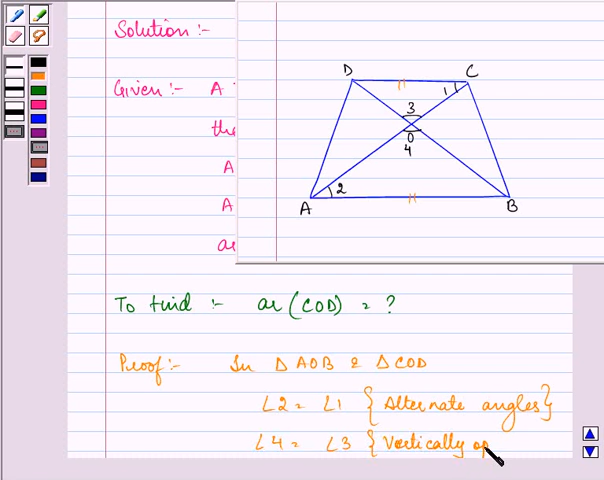 Solution :-
Given :- A
the
A
A
ar
D C
3 1
O
4
2
A B
To find :- ar (COD) = ?
Proof :- In Δ AOB & Δ COD
∠2 = ∠1 { Alternate angles }
∠4 = ∠3 { Vertically op